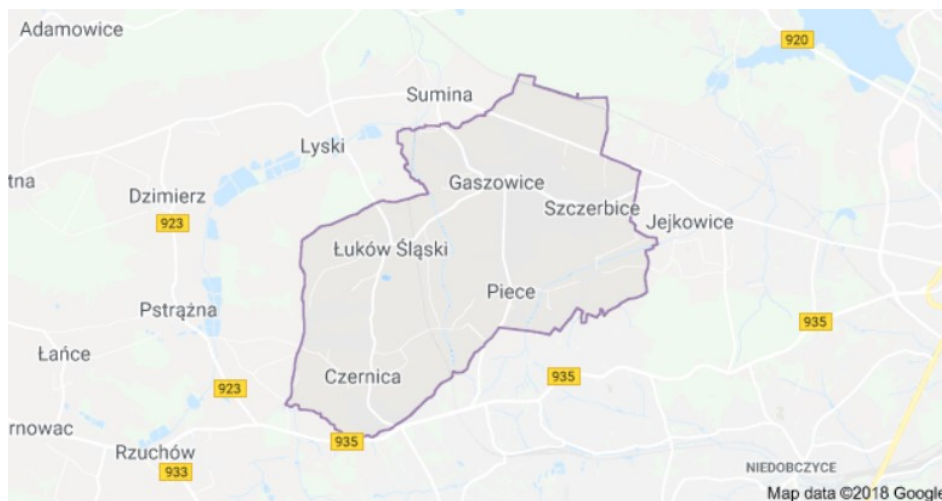 Adamowice
920
Sumina
Lyski
tna
Dzimierz
Gaszowice
Szczerbice
923
Jejkowice
Łuków Śląski
Piece
Pstrążna
935
Łańce
Czernica
935
923
rnowac
935
Rzuchów
933
NIEDOBCZYCE
Map data ©2018 Google